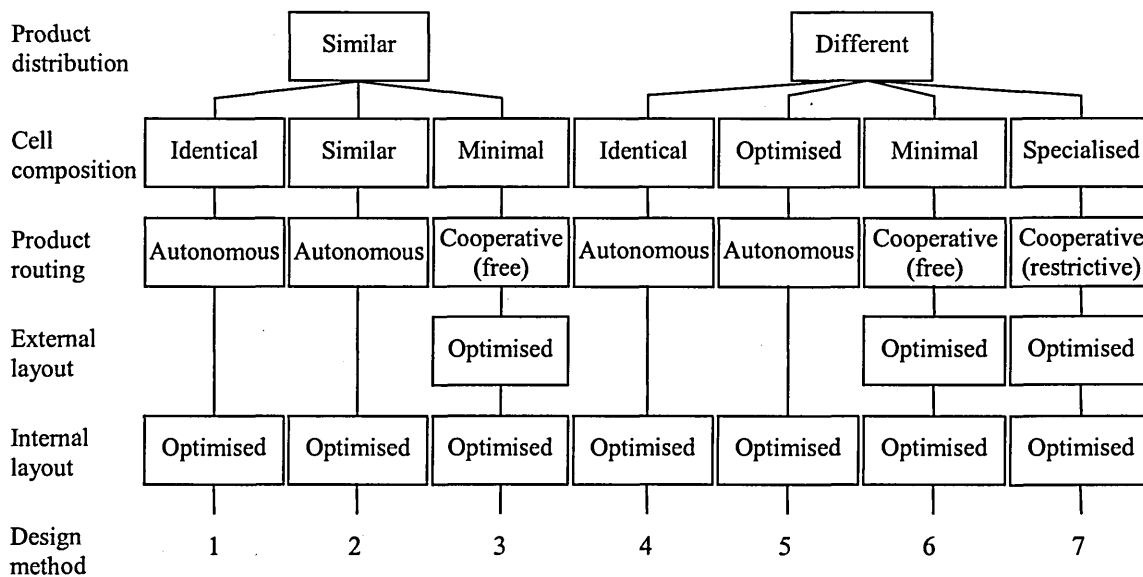 Product
distribution
Similar
Different
Cell
composition
Identical
Similar
Minimal
Identical
Optimised
Minimal
Specialised
Product
routing
Autonomous
Autonomous
Cooperative
(free)
Autonomous
Autonomous
Cooperative
(free)
Cooperative
(restrictive)
External
layout
Optimised
Optimised
Optimised
Internal
layout
Optimised
Optimised
Optimised
Optimised
Optimised
Optimised
Optimised
Design
method
1
2
3
4
5
6
7